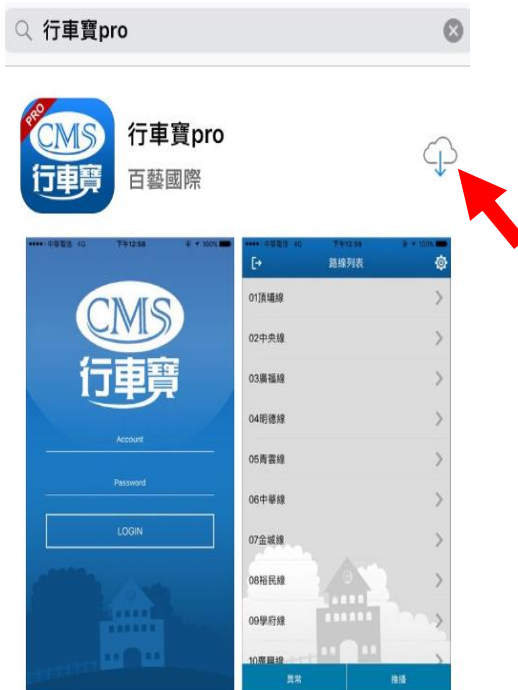 行車寶pro
PRO
CMS
行車寶
行車寶pro
百藝國際
中華電信 4G 下午12:58 100%
CMS
行車寶
Account
Password
LOGIN
中華電信 4G 下午12:58 100%
路線列表
01頂埔線
02中央線
03廣福線
04明德線
05青雲線
06中華線
07金城線
08裕民線
09學府線
10廣福線
異常 推播